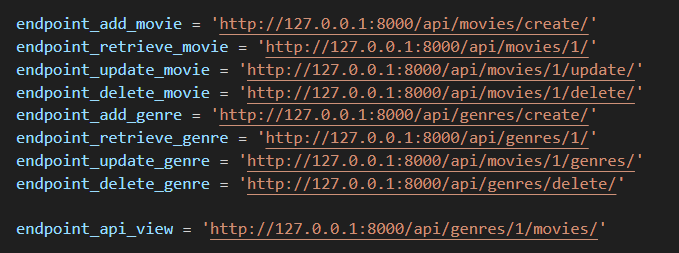 endpoint_add_movie = 'http://127.0.0.1:8000/api/movies/create/'
endpoint_retrieve_movie = 'http://127.0.0.1:8000/api/movies/1/'
endpoint_update_movie = 'http://127.0.0.1:8000/api/movies/1/update/'
endpoint_delete_movie = 'http://127.0.0.1:8000/api/movies/1/delete/'
endpoint_add_genre = 'http://127.0.0.1:8000/api/genres/create/'
endpoint_retrieve_genre = 'http://127.0.0.1:8000/api/genres/1/'
endpoint_update_genre = 'http://127.0.0.1:8000/api/movies/1/genres/'
endpoint_delete_genre = 'http://127.0.0.1:8000/api/genres/delete/'
endpoint_api_view = 'http://127.0.0.1:8000/api/genres/1/movies/'